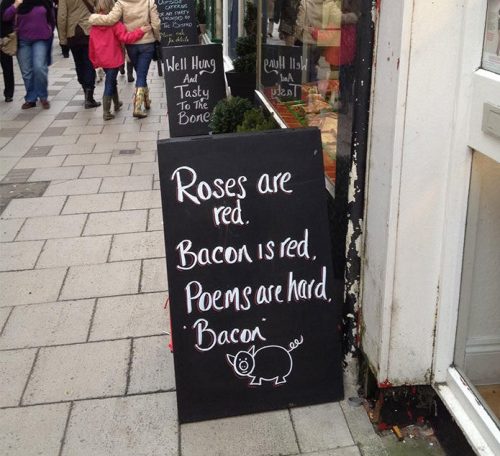 Roses are
red.
Bacon is red.
Poems are hard.
"Bacon"
Well Hung
And
Tasty
To The
Bone